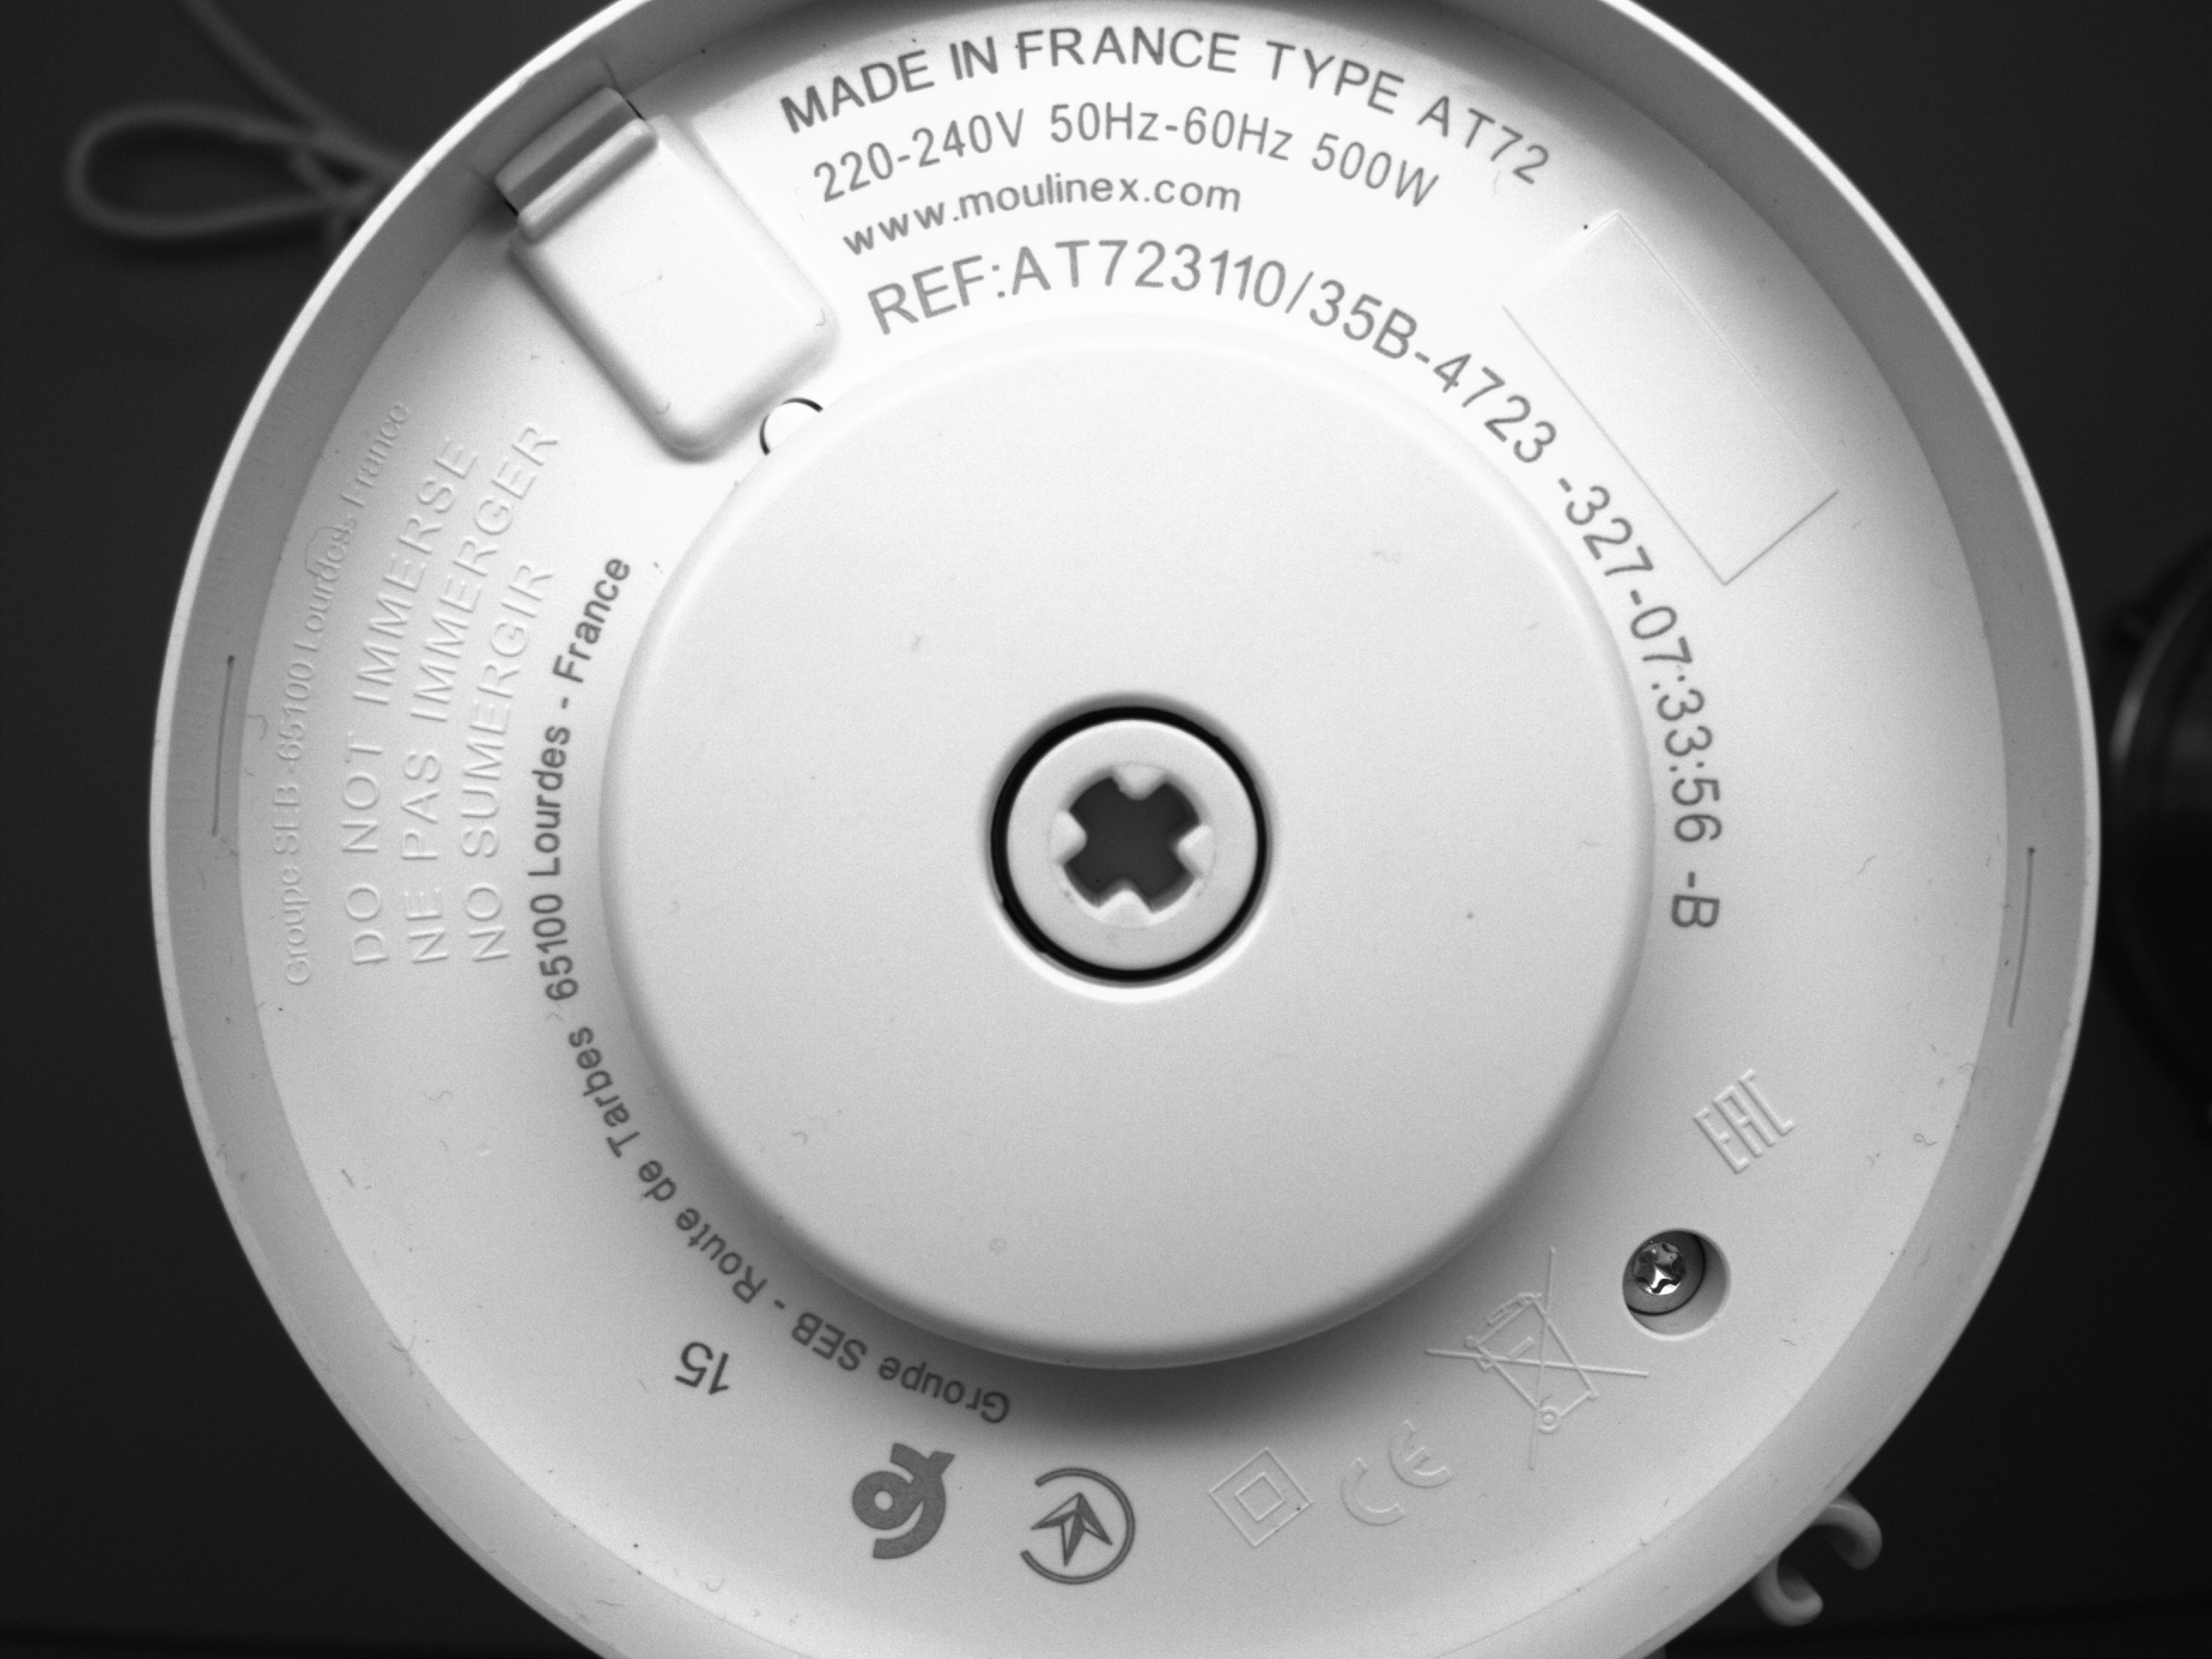 MADE IN FRANCE TYPE AT72
220-240V 50Hz-60Hz 500W
www.moulinex.com
REF:AT723110/35B-4723 -327-07:33:56 -B
Groupe SEB -65100 Lourdes France
DO NOT IMMERSE
NE PAS IMMERGER
NO SUMERGIR
Groupe SEB - Route de Tarbes 65100 Lourdes - France
15
EAC
CE